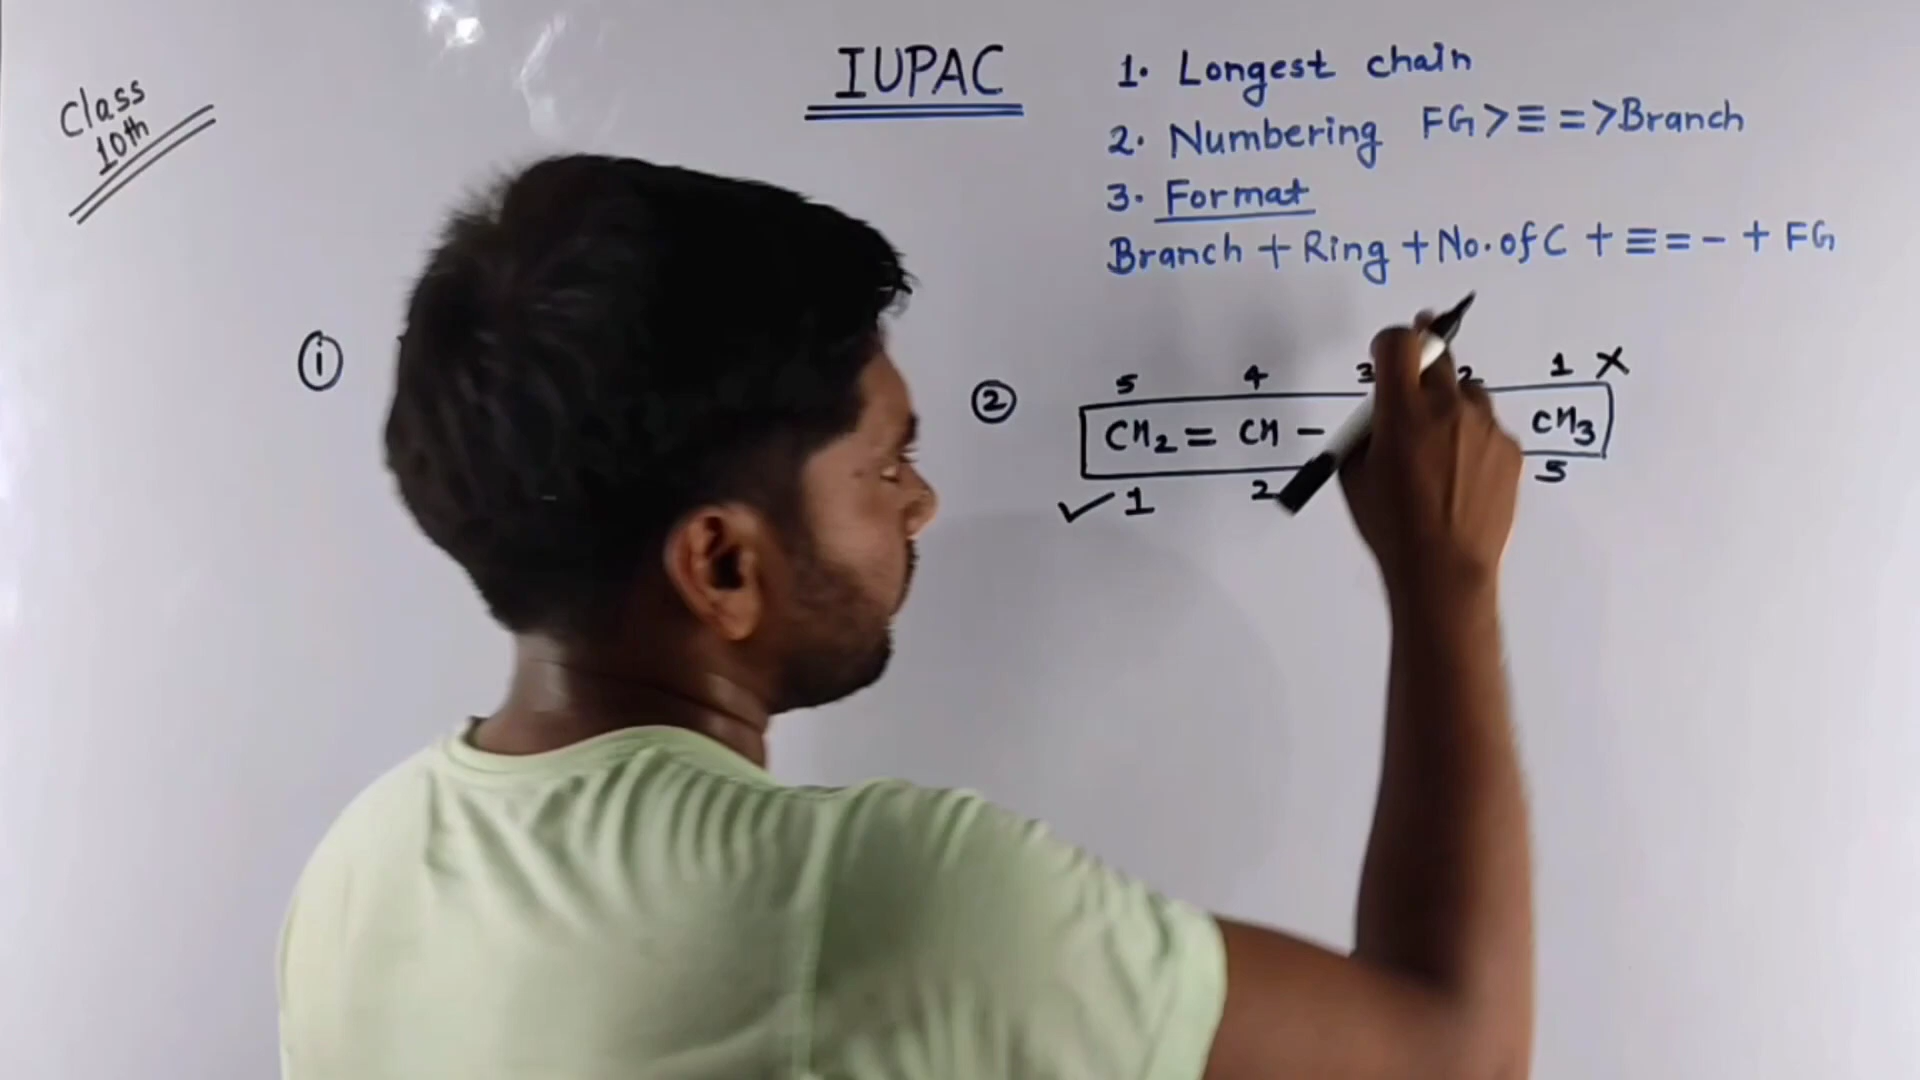 Class
10th
IUPAC
1. Longest chain
2. Numbering FG > ≡ = > Branch
3. Format
Branch + Ring + No. of C + ≡ = - + FG
①
②
5 4 3 2 1 ×
CH2 = CH - CH3
✓ 1 2 5